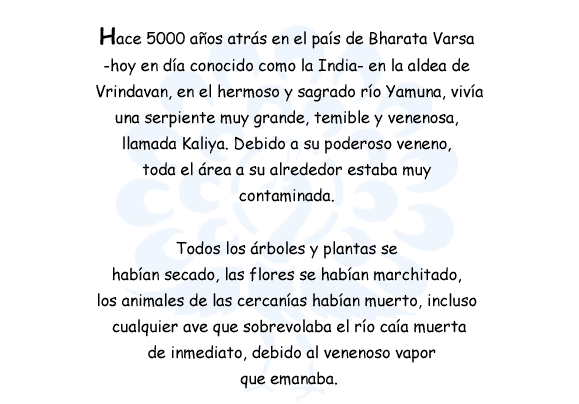 Hace 5000 años atrás en el país de Bharata Varsa
-hoy en día conocido como la India- en la aldea de
Vrindavan, en el hermoso y sagrado río Yamuna, vivía
una serpiente muy grande, temible y venenosa,
llamada Kaliya. Debido a su poderoso veneno,
toda el área a su alrededor estaba muy
contaminada.
Todos los árboles y plantas se
habían secado, las flores se habían marchitado,
los animales de las cercanías habían muerto, incluso
cualquier ave que sobrevolaba el río caía muerta
de inmediato, debido al venenoso vapor
que emanaba.